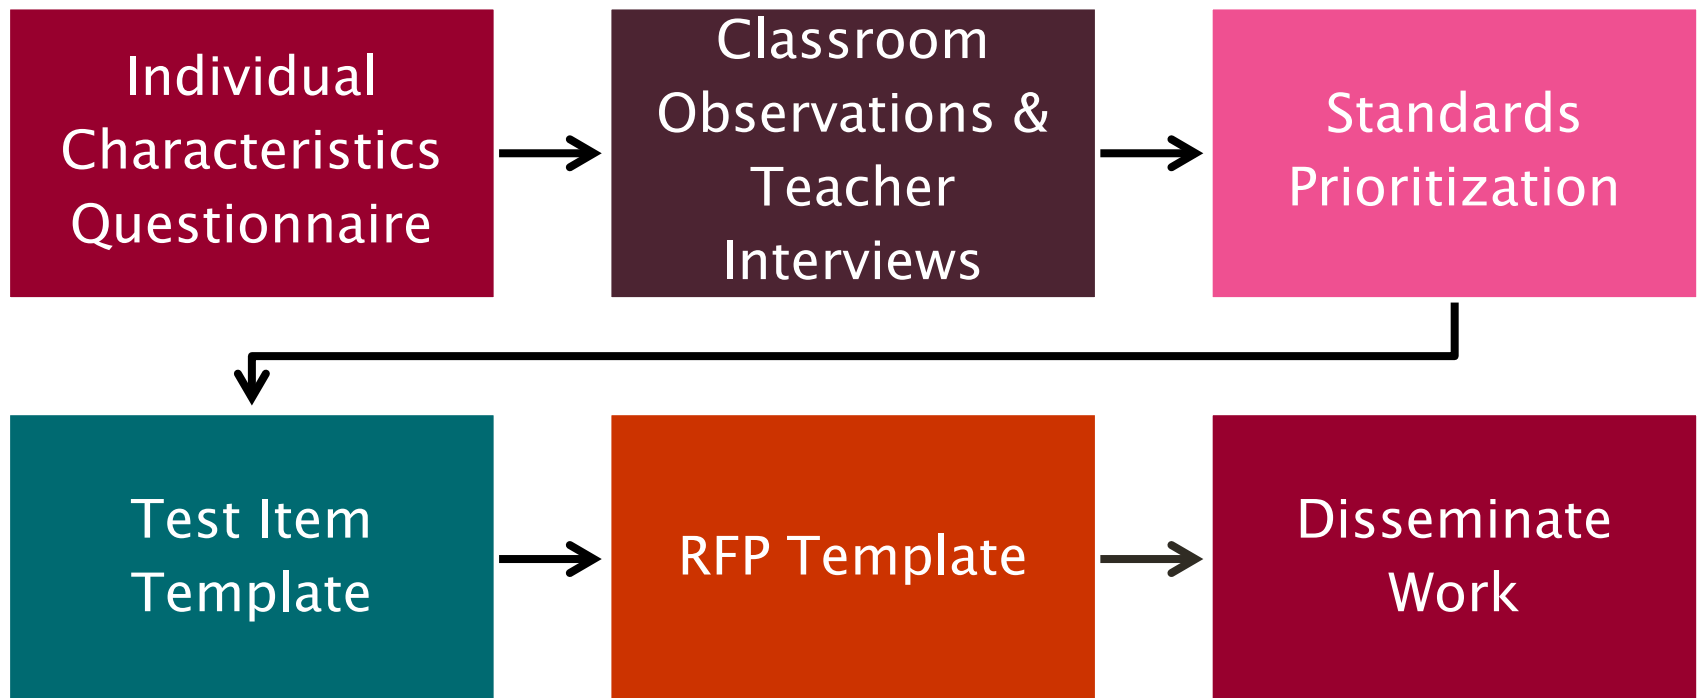 Individual
Characteristics
Questionnaire
Classroom
Observations &
Teacher
Interviews
Standards
Prioritization
Test Item
Template
RFP Template
Disseminate
Work